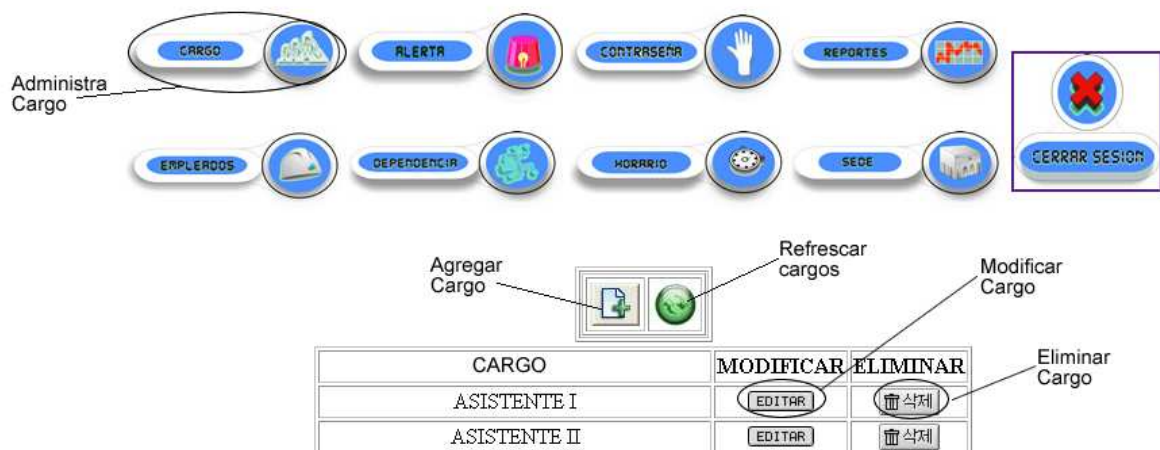 CARGO
ALERTA
CONTRASEÑA
REPORTES
Administra
Cargo
EMPLEADOS
DEPENDENCIA
HORARIO
SEDE
CERRAR SESION
Agregar
Cargo
Refrescar
cargos
Modificar
Cargo
Eliminar
Cargo
CARGO MODIFICAR ELIMINAR
ASISTENTE I EDITAR 삭제
ASISTENTE II EDITAR 삭제